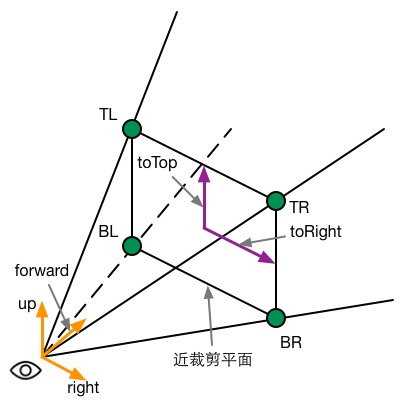 TL
toTop
TR
BL
toRight
forward
up
近裁剪平面
BR
right